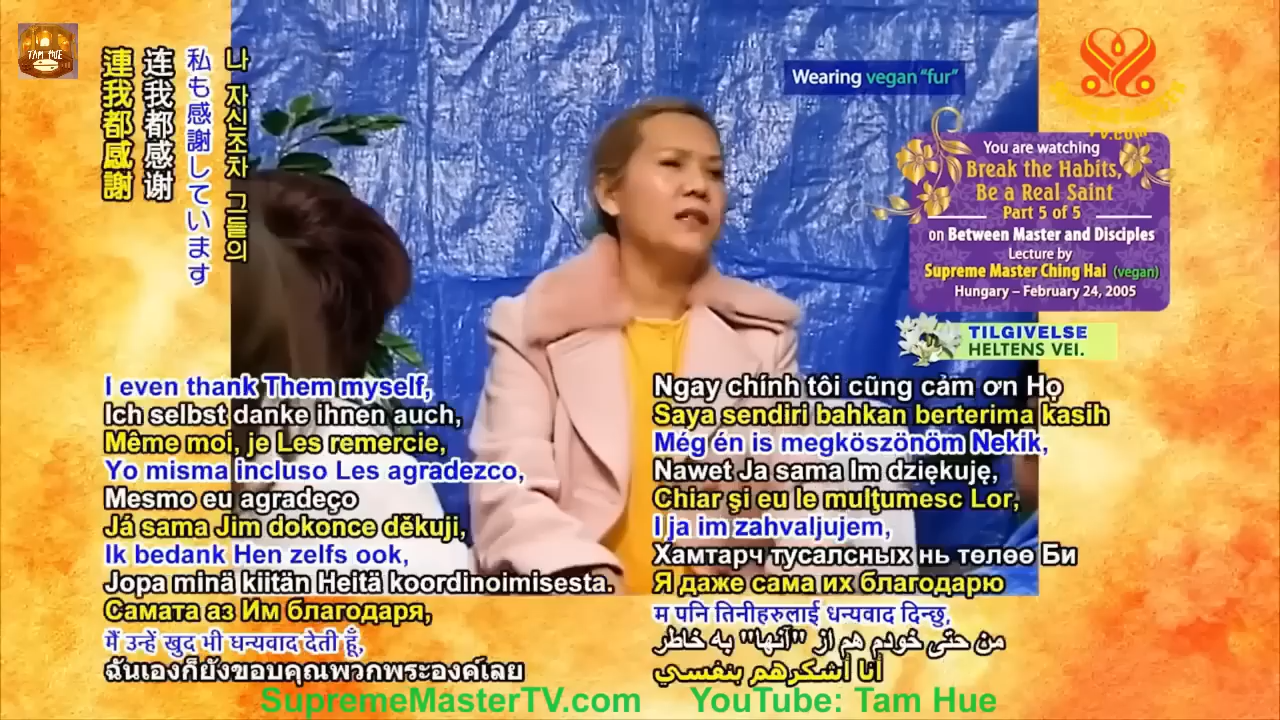 TAM HUE
連我都感謝
连我都感谢
私も感謝しています
나 자신조차 그들의
Wearing vegan “fur”
TV.com
You are watching
Break the Habits,
Be a Real Saint
Part 5 of 5
on Between Master and Disciples
Lecture by
Supreme Master Ching Hai (vegan)
Hungary – February 24, 2005
TILGIVELSE
HELTENS VEI.
I even thank Them myself,
Ich selbst danke ihnen auch,
Même moi, je Les remercie,
Yo misma incluso Les agradezco,
Mesmo eu agradeço
Já sama Jim dokonce děkuji,
Ik bedank Hen zelfs ook,
Jopa minä kiitän Heitä koordinoimisesta.
Самата аз Им благодаря,
मैं उन्हें खुद भी धन्यवाद देती हूँ,
ฉันเองก็ยังขอบคุณพวกพระองค์เลย
Ngay chính tôi cũng cảm ơn Họ
Saya sendiri bahkan berterima kasih
Még én is megköszönöm Nekik,
Nawet Ja sama Im dziękuję,
Chiar şi eu le mulţumesc Lor,
I ja im zahvaljujem,
Хамтарч тусалсных нь төлөө Би
Я даже сама их благодарю
म पनि तिनीहरुलाई धन्यवाद दिन्छु,
من حتی خودم هم از "آنها" به خاطر
أنا أشكرهم بنفسي
SupremeMasterTV.com
YouTube: Tam Hue